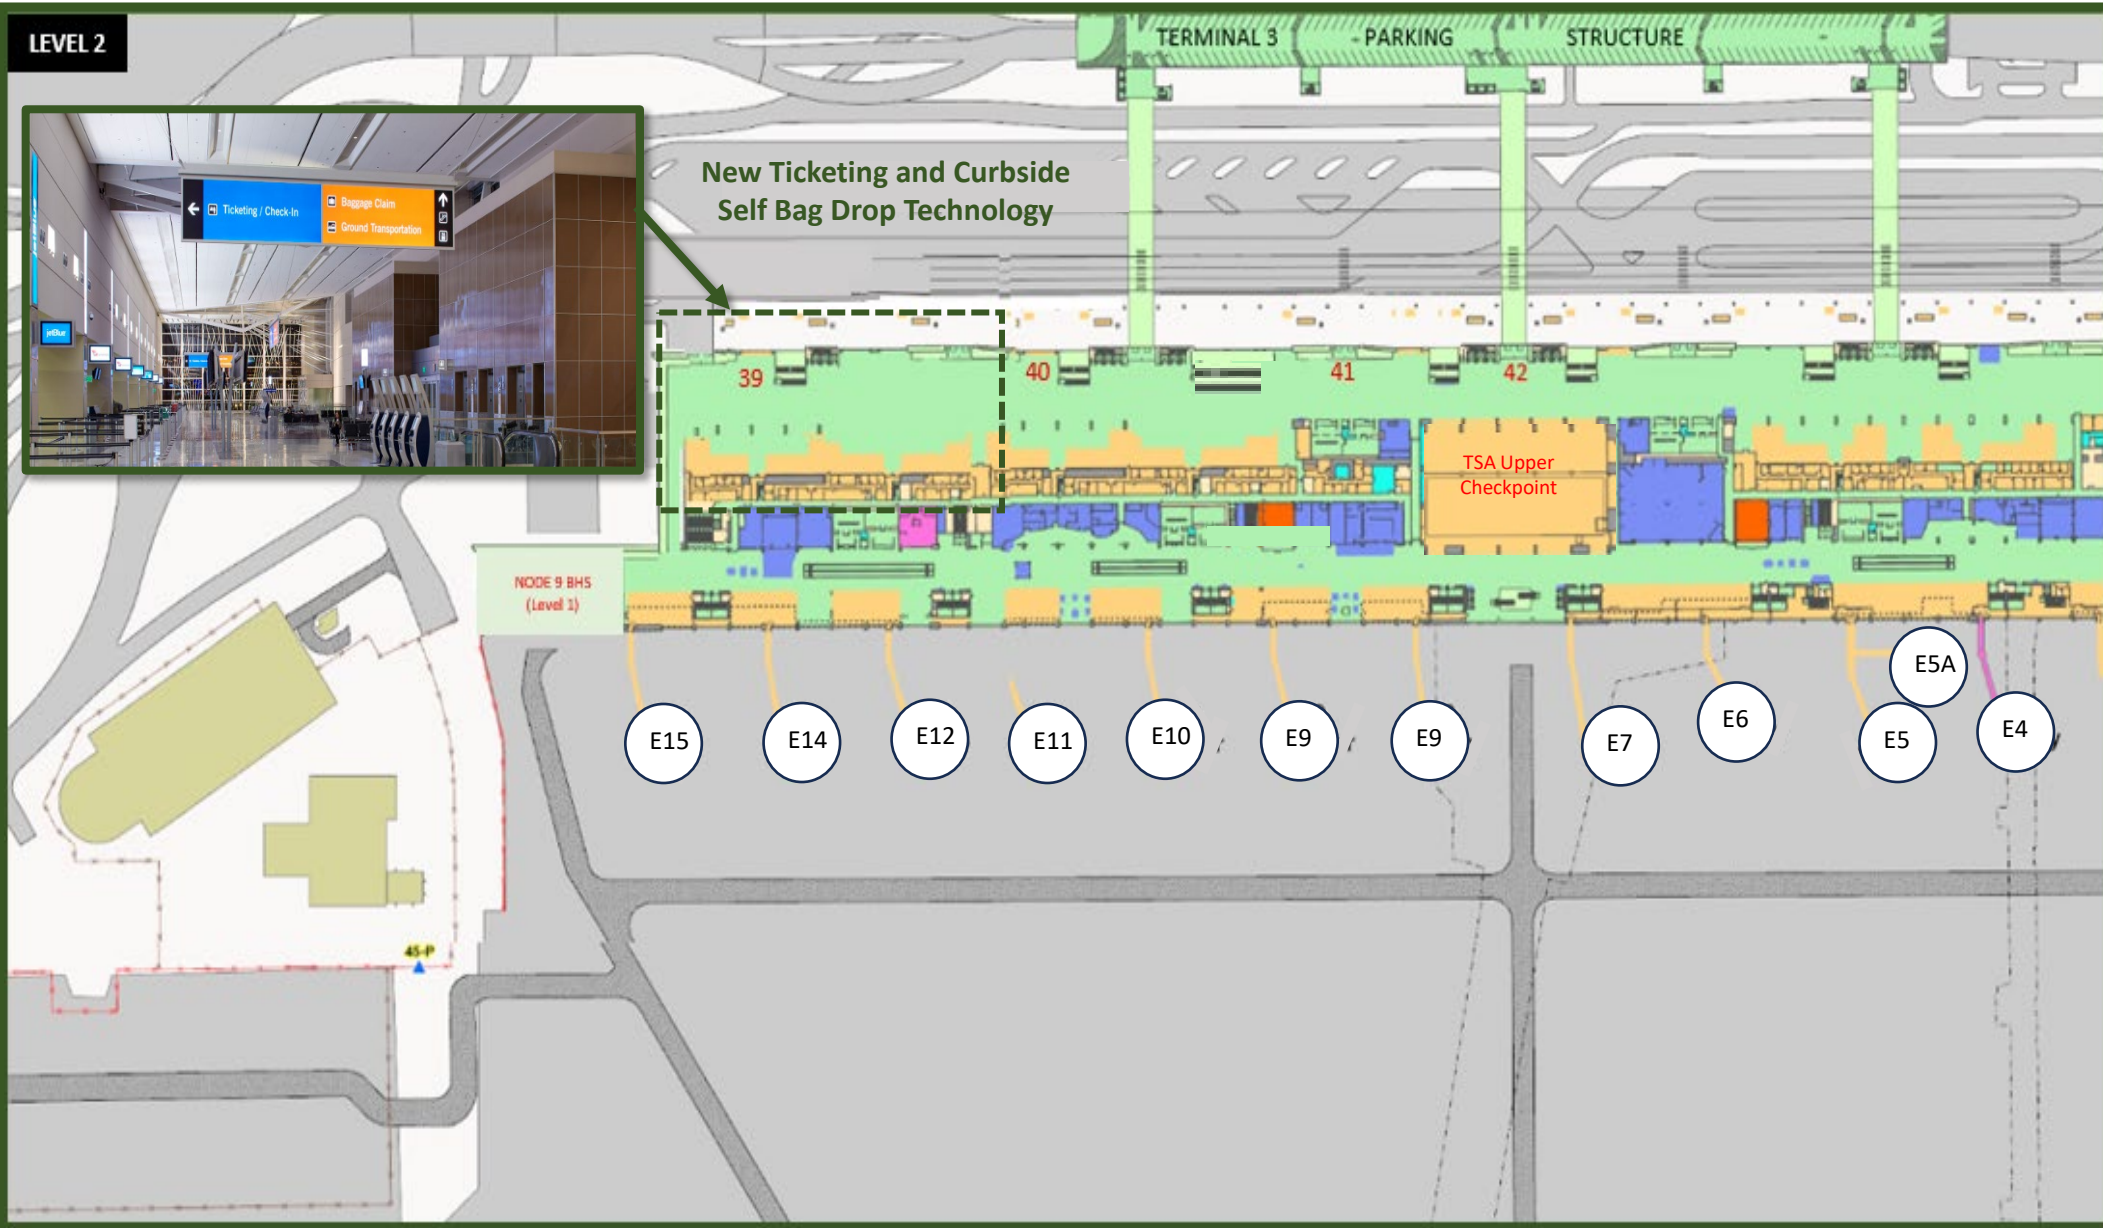 LEVEL 2
TERMINAL 3 - PARKING STRUCTURE
Ticketing / Check-In
Baggage Claim
Ground Transportation
jetBlue
New Ticketing and Curbside
Self Bag Drop Technology
39
40
41
42
TSA Upper
Checkpoint
NODE 9 BHS
(Level 1)
E15
E14
E12
E11
E10
E9
E9
E7
E6
E5A
E5
E4
45-P